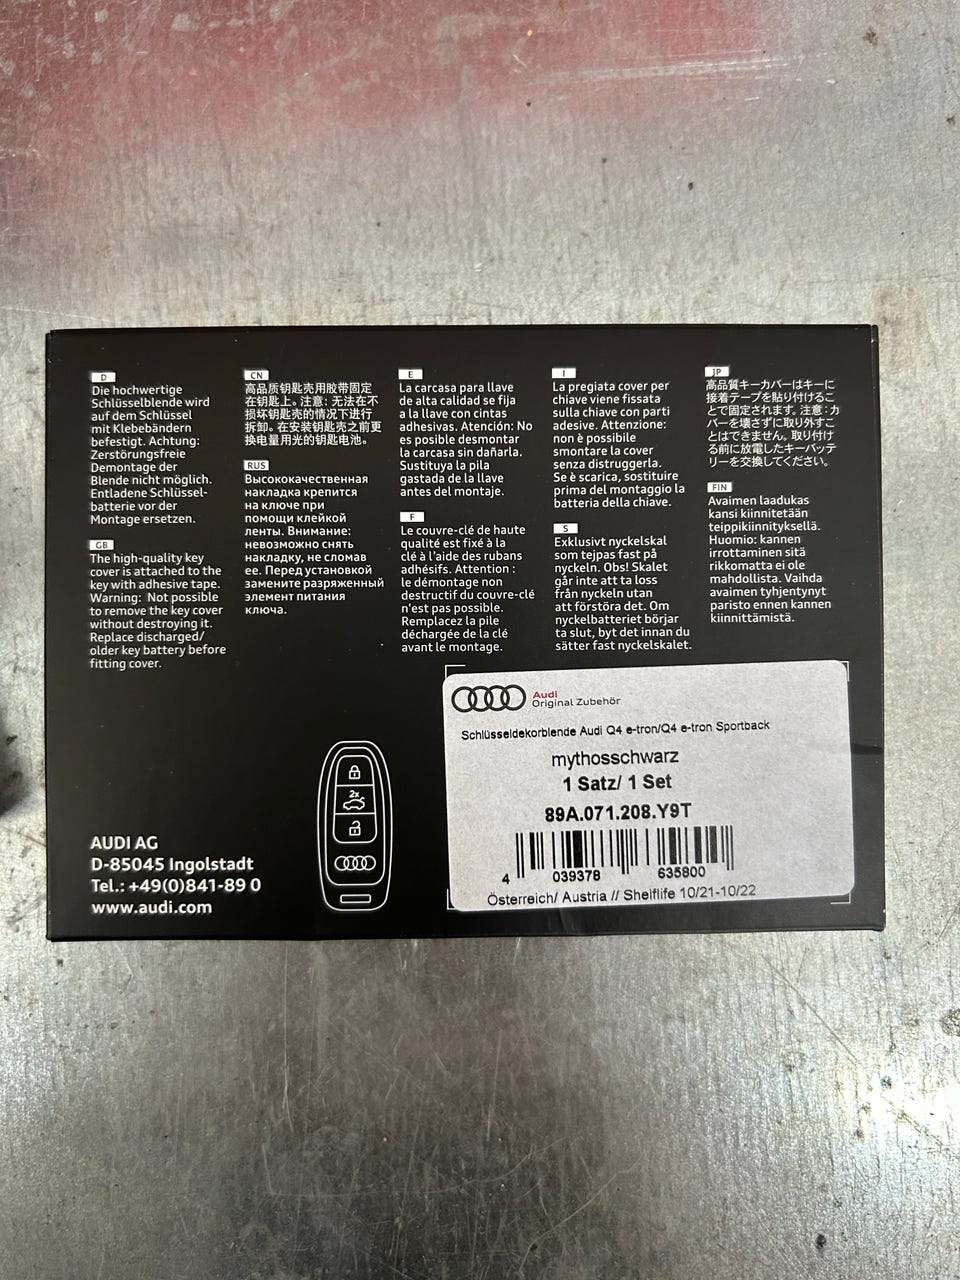 D
Die hochwertige
Schlüsselblende wird
auf dem Schlüssel
mit Klebebändern
befestigt. Achtung:
Zerstörungsfreie
Demontage der
Blende nicht möglich.
Entladene Schlüssel-
batterie vor der
Montage ersetzen.
GB
The high-quality key
cover is attached to the
key with adhesive tape.
Warning: Not possible
to remove the key cover
without destroying it.
Replace discharged/
older key battery before
fitting cover.
CN
高品质钥匙壳用胶带固定
在钥匙上。注意: 无法在不
损坏钥匙壳的情况下进行
拆卸。在安装钥匙壳之前更
换电量用光的钥匙电池。
RUS
Высококачественная
накладка крепится
на ключе при
помощи клейкой
ленты. Внимание:
невозможно снять
накладку, не сломав
ее. Перед установкой
замените разряженный
элемент питания
ключа.
E
La carcasa para llave
de alta calidad se fija
a la llave con cintas
adhesivas. Atención: No
es posible desmontar
la carcasa sin dañarla.
Sustituya la pila
gastada de la llave
antes del montaje.
F
Le couvre-clé de haute
qualité est fixé à la
clé à l'aide des rubans
adhésifs. Attention :
le démontage non
destructif du couvre-clé
n'est pas possible.
Remplacez la pile
déchargée de la clé
avant le montage.
I
La pregiata cover per
chiave viene fissata
sulla chiave con parti
adesive. Attenzione:
non è possibile
smontare la cover
senza distruggerla.
Se è scarica, sostituire
prima del montaggio la
batteria della chiave.
S
Exklusivt nyckelskal
som tejpas fast på
nyckeln. Obs! Skalet
går inte att ta loss
från nyckeln utan
att förstöra det. Om
nyckelbatteriet börjar
ta slut, byt det innan du
sätter fast nyckelskalet.
JP
高品質キーカバーはキーに
接着テープを貼り付けるこ
とで固定されます。注意: カ
バーを壊さずに取り外すこ
とはできません。取り付け
る前に放電したキーバッテ
リーを交換してください。
FIN
Avaimen laadukas
kansi kiinnitetään
teippikiinnityksellä.
Huomio: kannen
irrottaminen sitä
rikkomatta ei ole
mahdollista. Vaihda
avaimen tyhjentynyt
paristo ennen kannen
kiinnittämistä.
2x
AUDI AG
D-85045 Ingolstadt
Tel.: +49(0)841-89 0
www.audi.com
Audi
Original Zubehör
Schlüsseldekorblende Audi Q4 e-tron/Q4 e-tron Sportback
mythosschwarz
1 Satz/ 1 Set
89A.071.208.Y9T
4 039378 635800
Österreich/ Austria // Shelflife 10/21-10/22